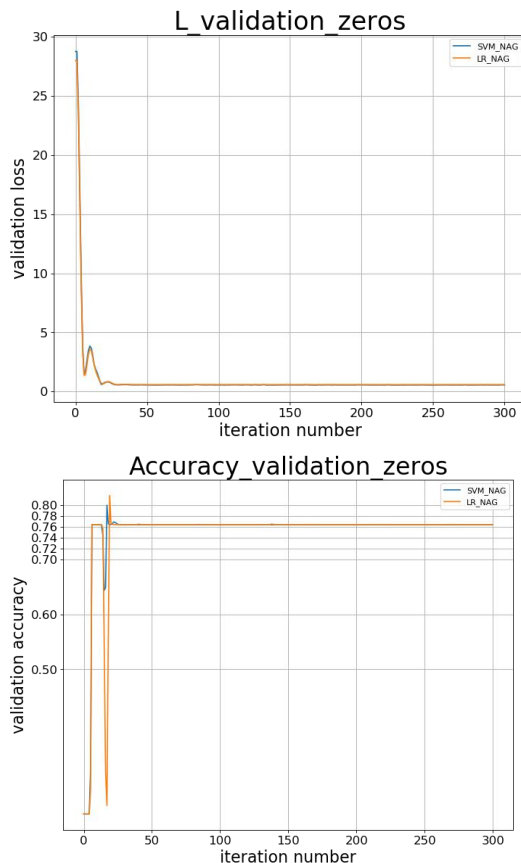 L_validation_zeros
SVM_NAG
LR_NAG
30
25
20
15
10
5
0
validation loss
0 50 100 150 200 250 300
iteration number
Accuracy_validation_zeros
SVM_NAG
LR_NAG
0.80
0.78
0.76
0.74
0.72
0.70
0.60
0.50
validation accuracy
0 50 100 150 200 250 300
iteration number